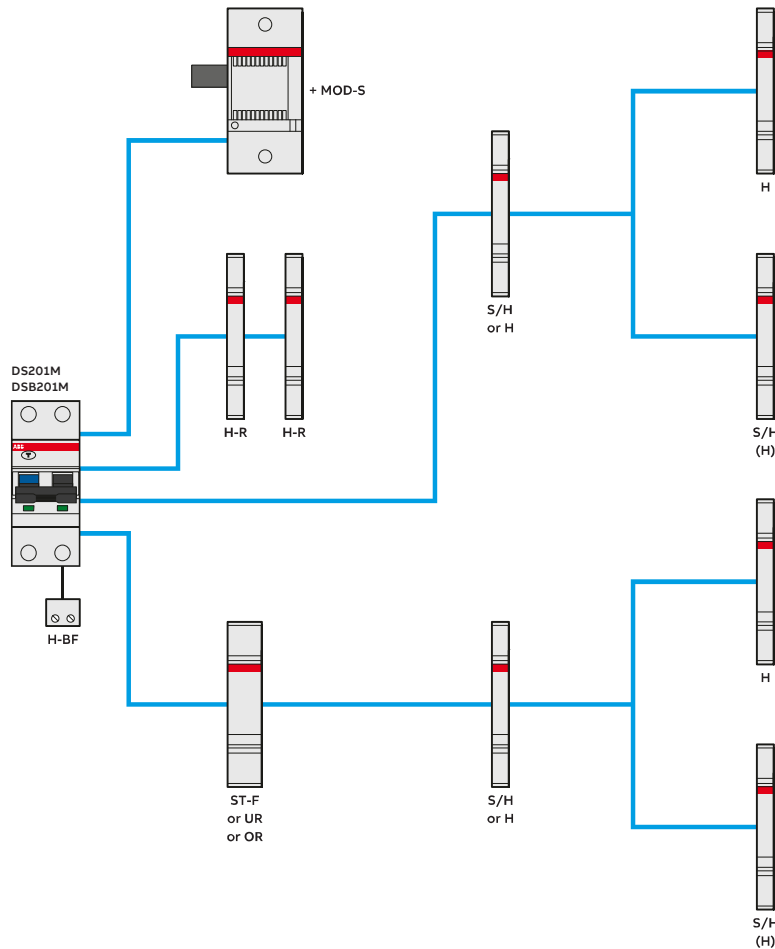 + MOD-S
H
S/H
or H
S/H
(H)
H-R
H-R
DS201M
DSB201M
ABB
H-BF
H
ST-F
or UR
or OR
S/H
or H
S/H
(H)